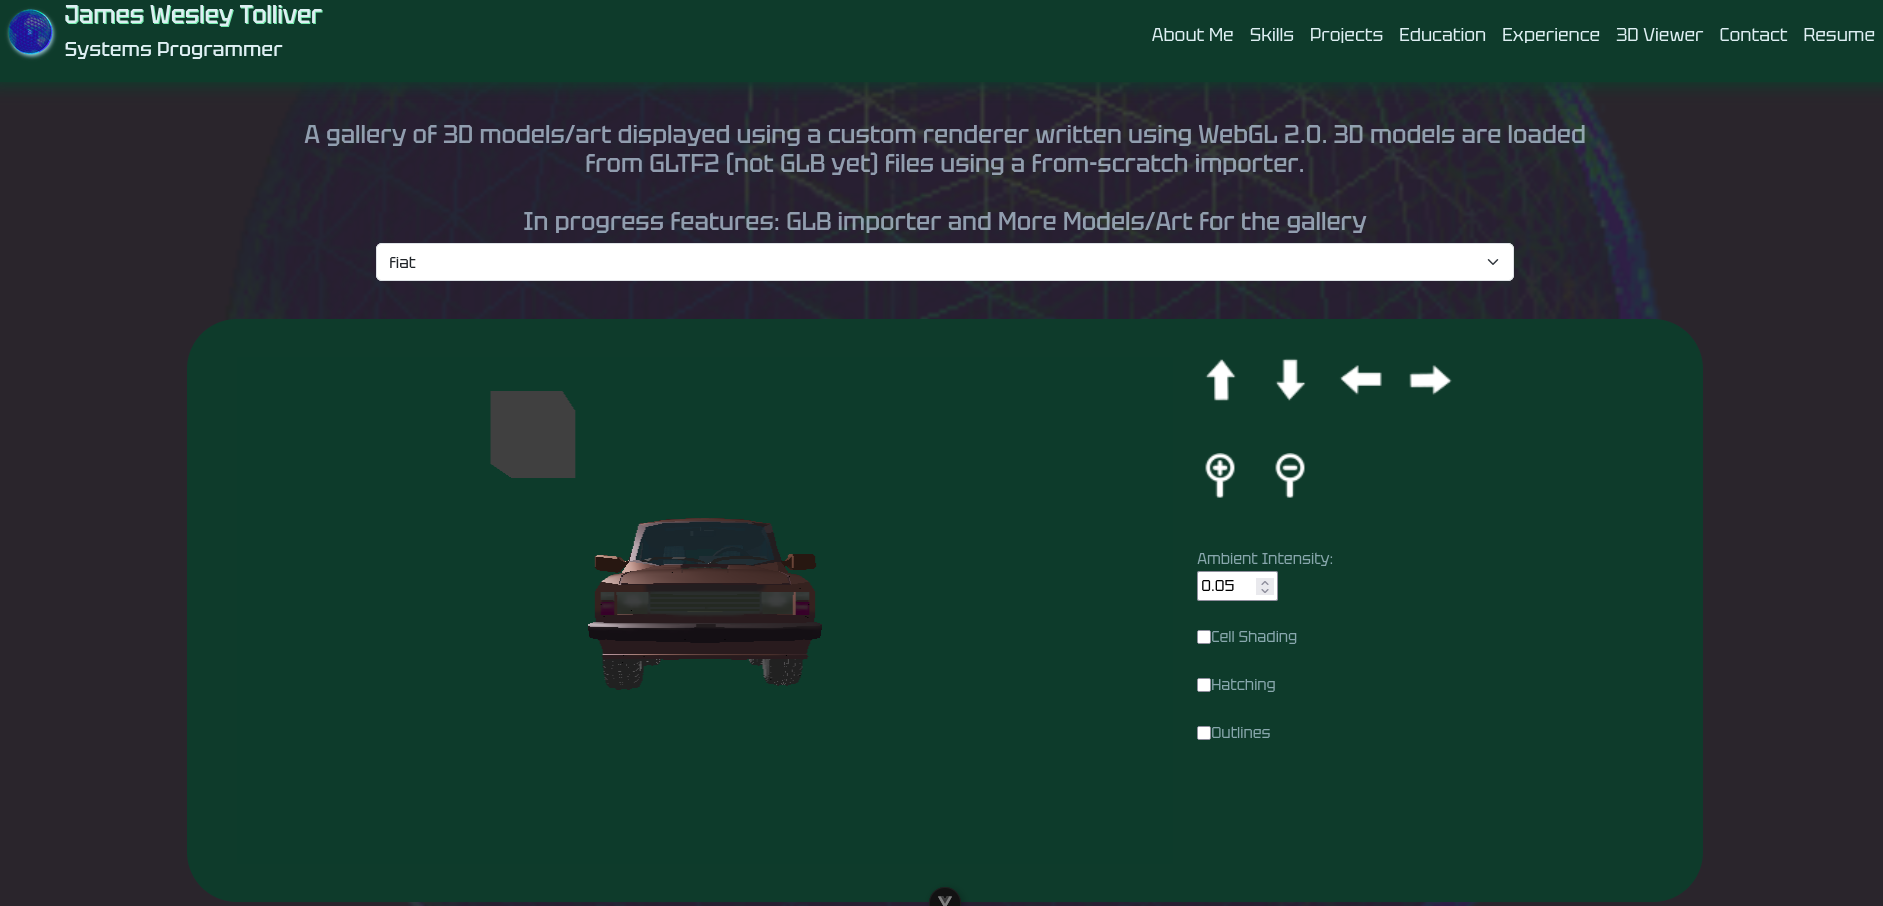 James Wesley Tolliver
Systems Programmer
About Me Skills Projects Education Experience 3D Viewer Contact Resume
A gallery of 3D models/art displayed using a custom renderer written using WebGL 2.0. 3D models are loaded
from GLTF2 (not GLB yet) files using a from-scratch importer.
In progress features: GLB importer and More Models/Art for the gallery
fiat
Ambient Intensity:
0.05
Cell Shading
Hatching
Outlines